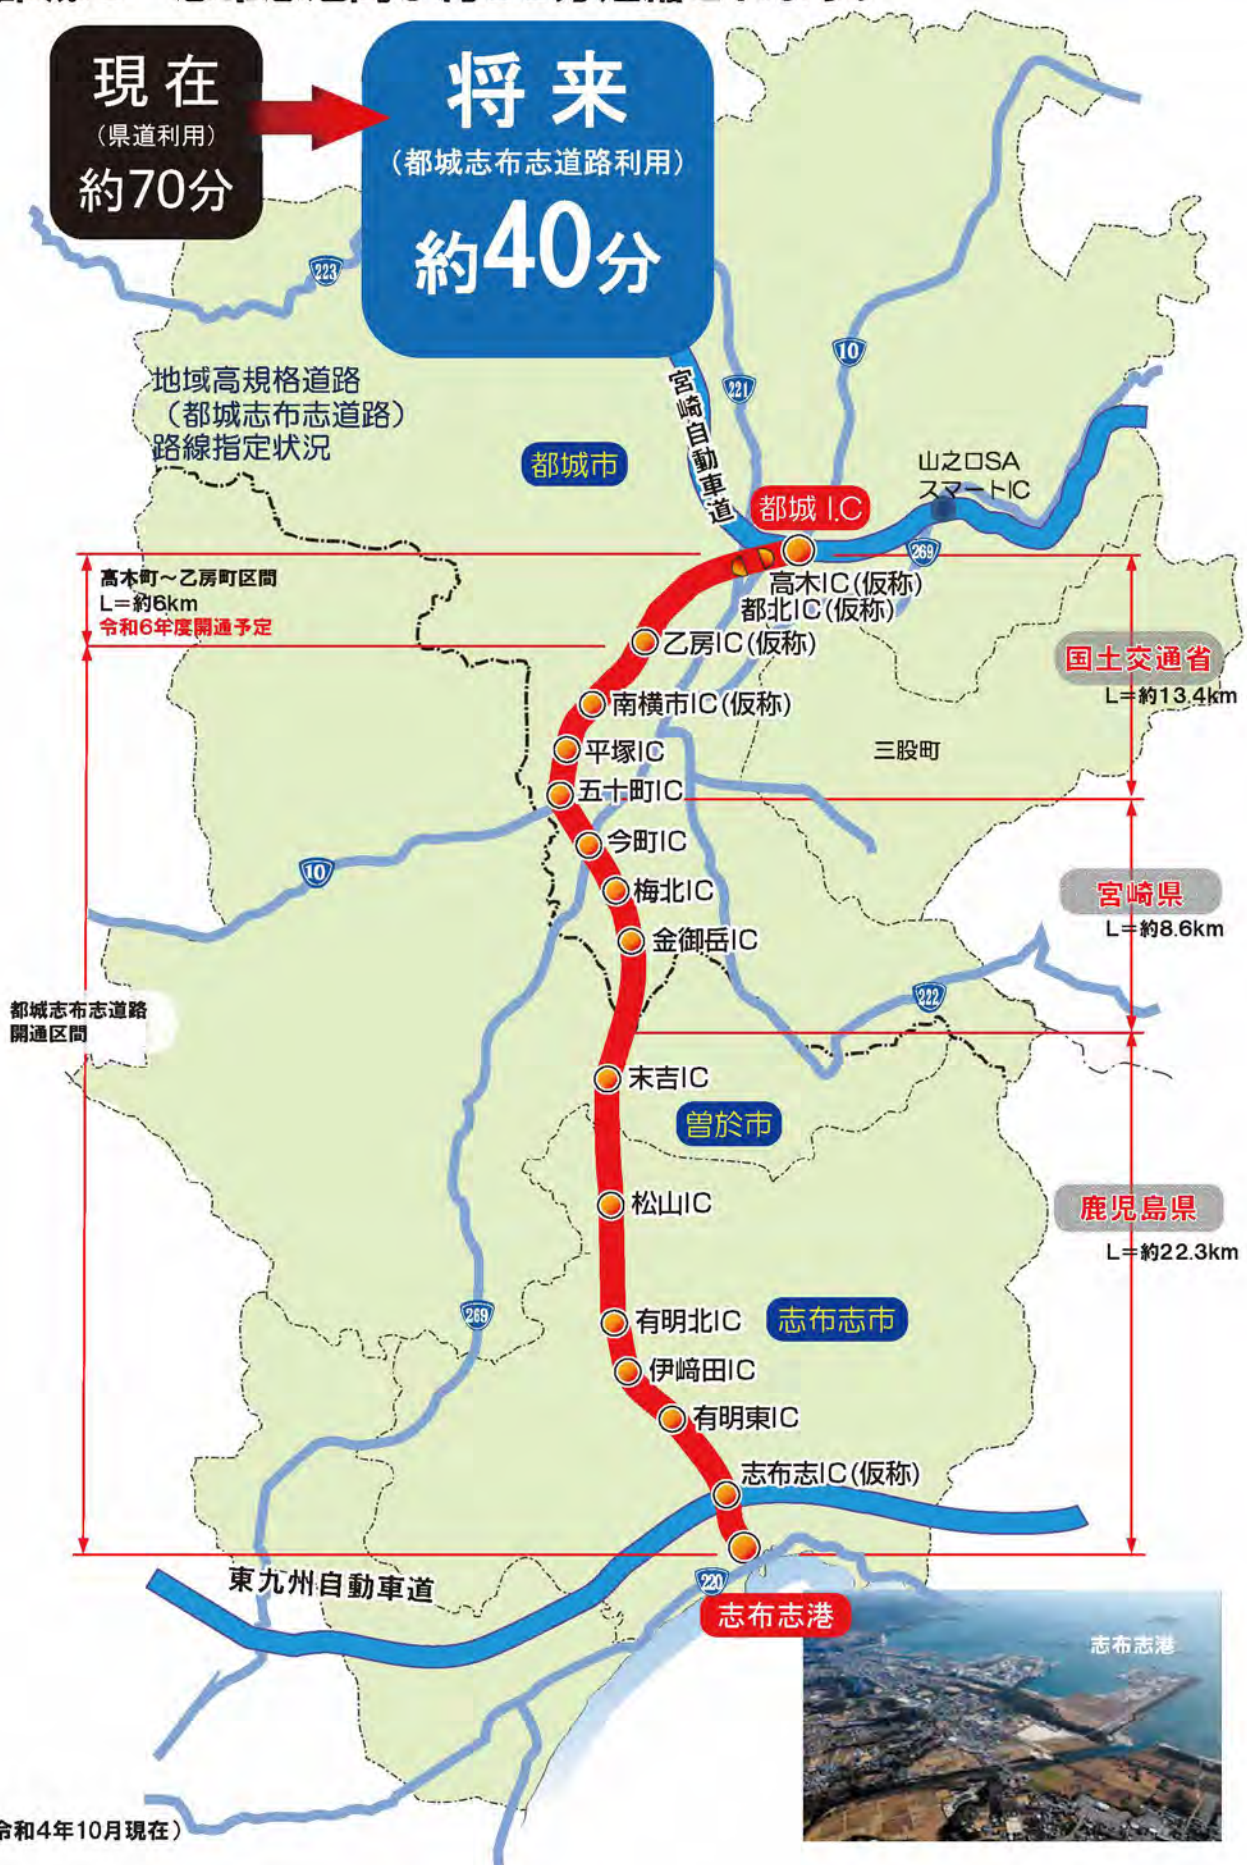 現在
(県道利用)
約70分
将来
(都城志布志道路利用)
約40分
223
地域高規格道路
(都城志布志道路)
路線指定状況
宮崎自動車道
221
10
都城市
山之口SA
スマートIC
都城 I.C
269
高木町～乙房町区間
L=約6km
令和6年度開通予定
高木IC(仮称)
都北IC(仮称)
乙房IC(仮称)
国土交通省
L=約13.4km
南横市IC(仮称)
平塚IC
三股町
五十町IC
今町IC
10
梅北IC
宮崎県
L=約8.6km
金御岳IC
222
都城志布志道路
開通区間
末吉IC
曽於市
松山IC
鹿児島県
L=約22.3km
269
有明北IC
志布志市
伊﨑田IC
有明東IC
志布志IC(仮称)
東九州自動車道
220
志布志港
志布志港
令和4年10月現在)